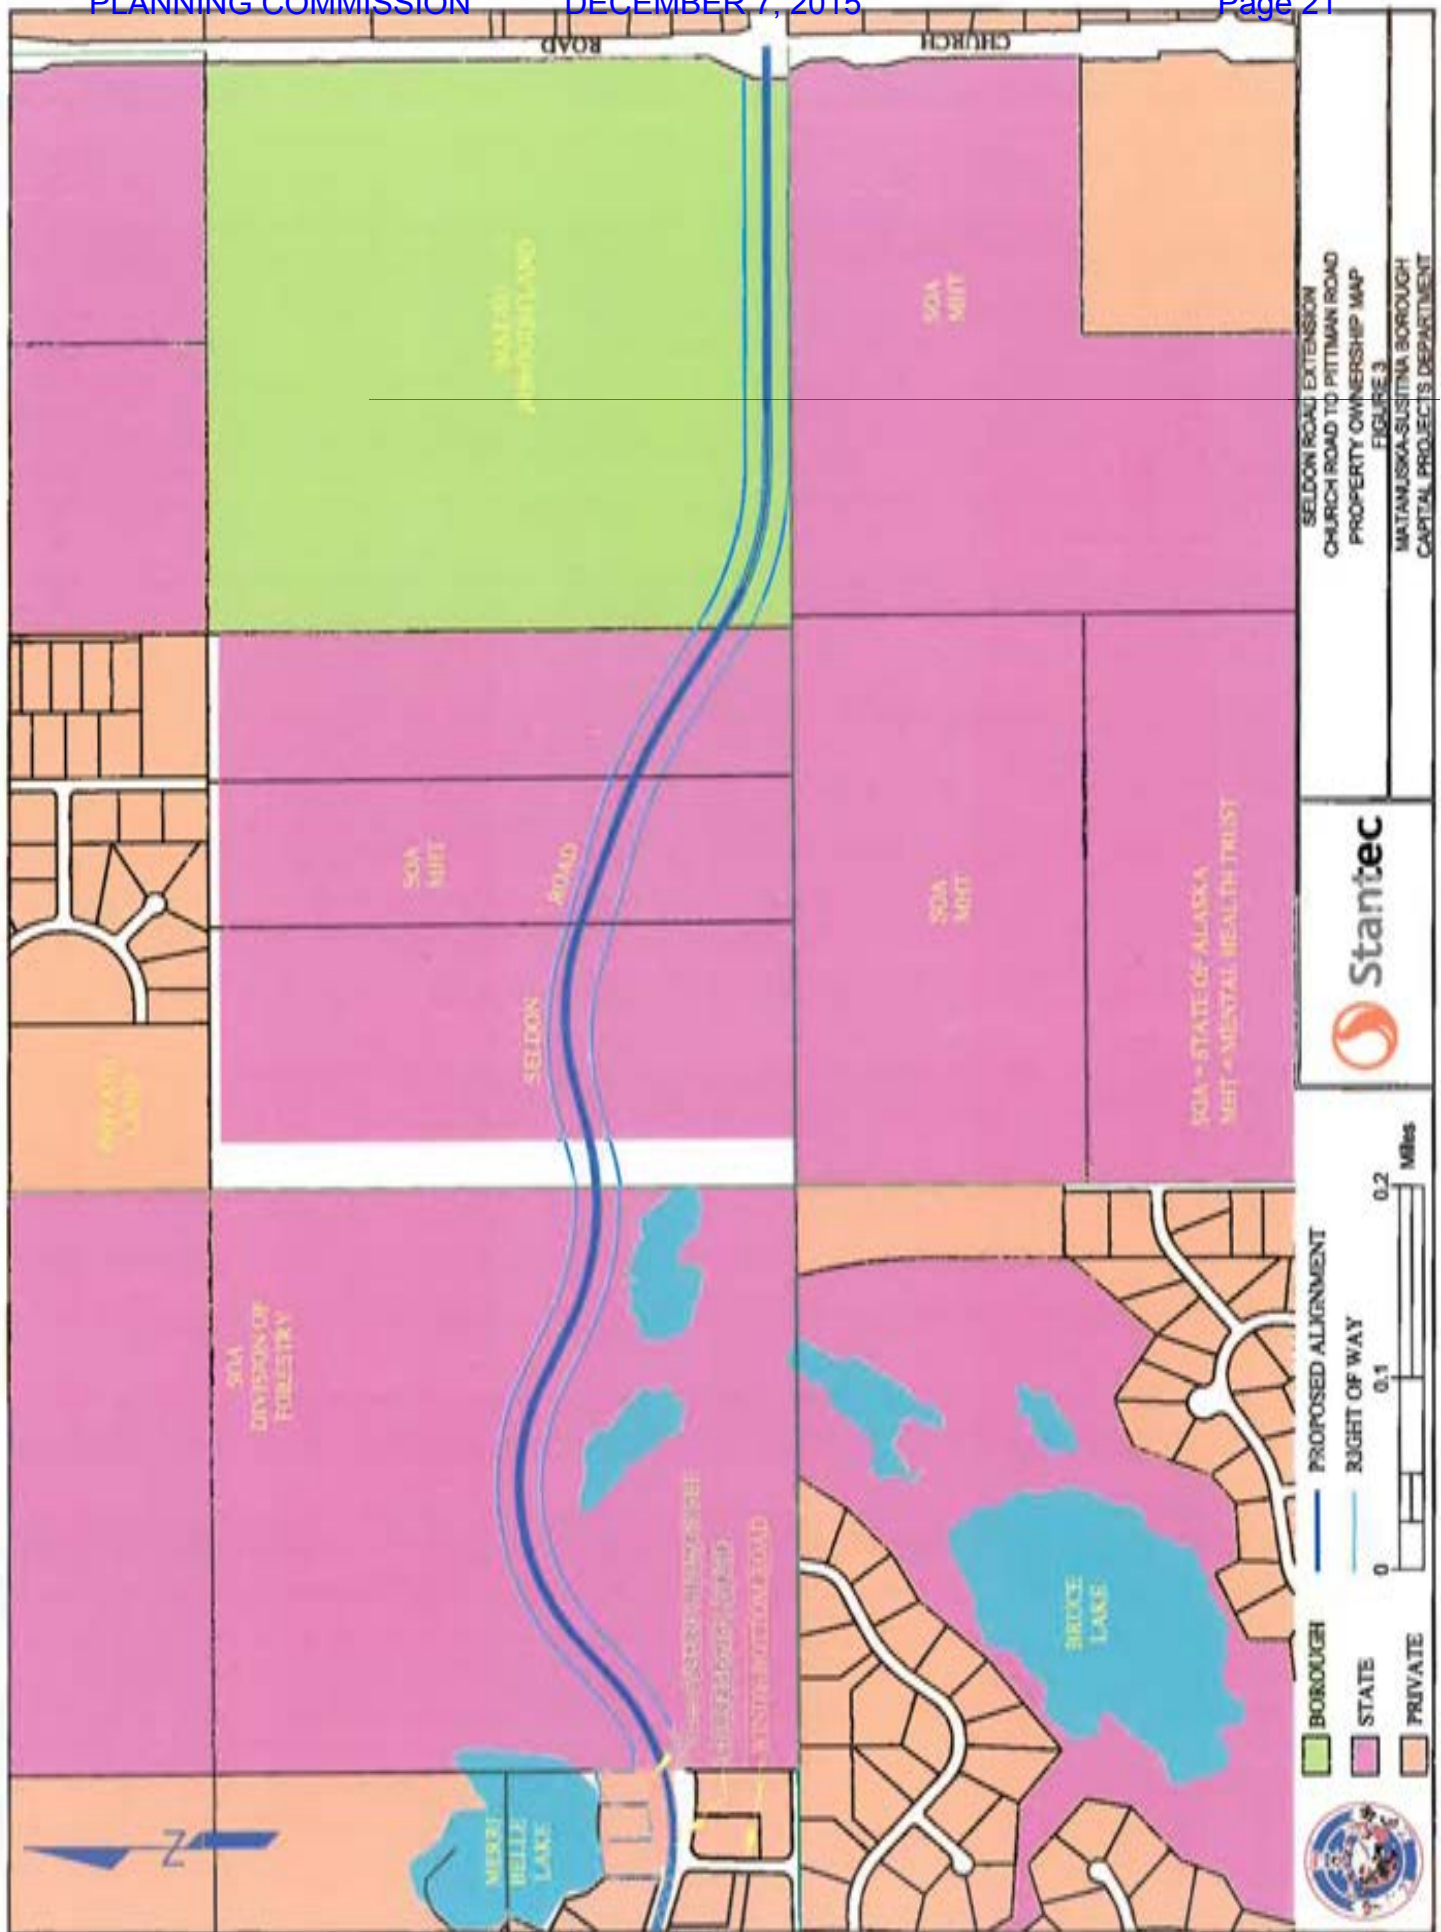 PLANNING COMMISSION DECEMBER 7, 2015 Page 21
CHURCH
ROAD
SOA
MHT
SOA
MHT
ROAD
SELDON
SOA
MHT
SOA = STATE OF ALASKA
MHT = MENTAL HEALTH TRUST
SOA
DIVISION OF
FORESTRY
BRUCE
LAKE
BELLE
LAKE
N
BOROUGH
STATE
PRIVATE
PROPOSED ALIGNMENT
RIGHT OF WAY
0 0.1 0.2
Miles
Stantec
SELDON ROAD EXTENSION
CHURCH ROAD TO PITTMAN ROAD
PROPERTY OWNERSHIP MAP
FIGURE 3
MATANUSKA-SUSITNA BOROUGH
CAPITAL PROJECTS DEPARTMENT